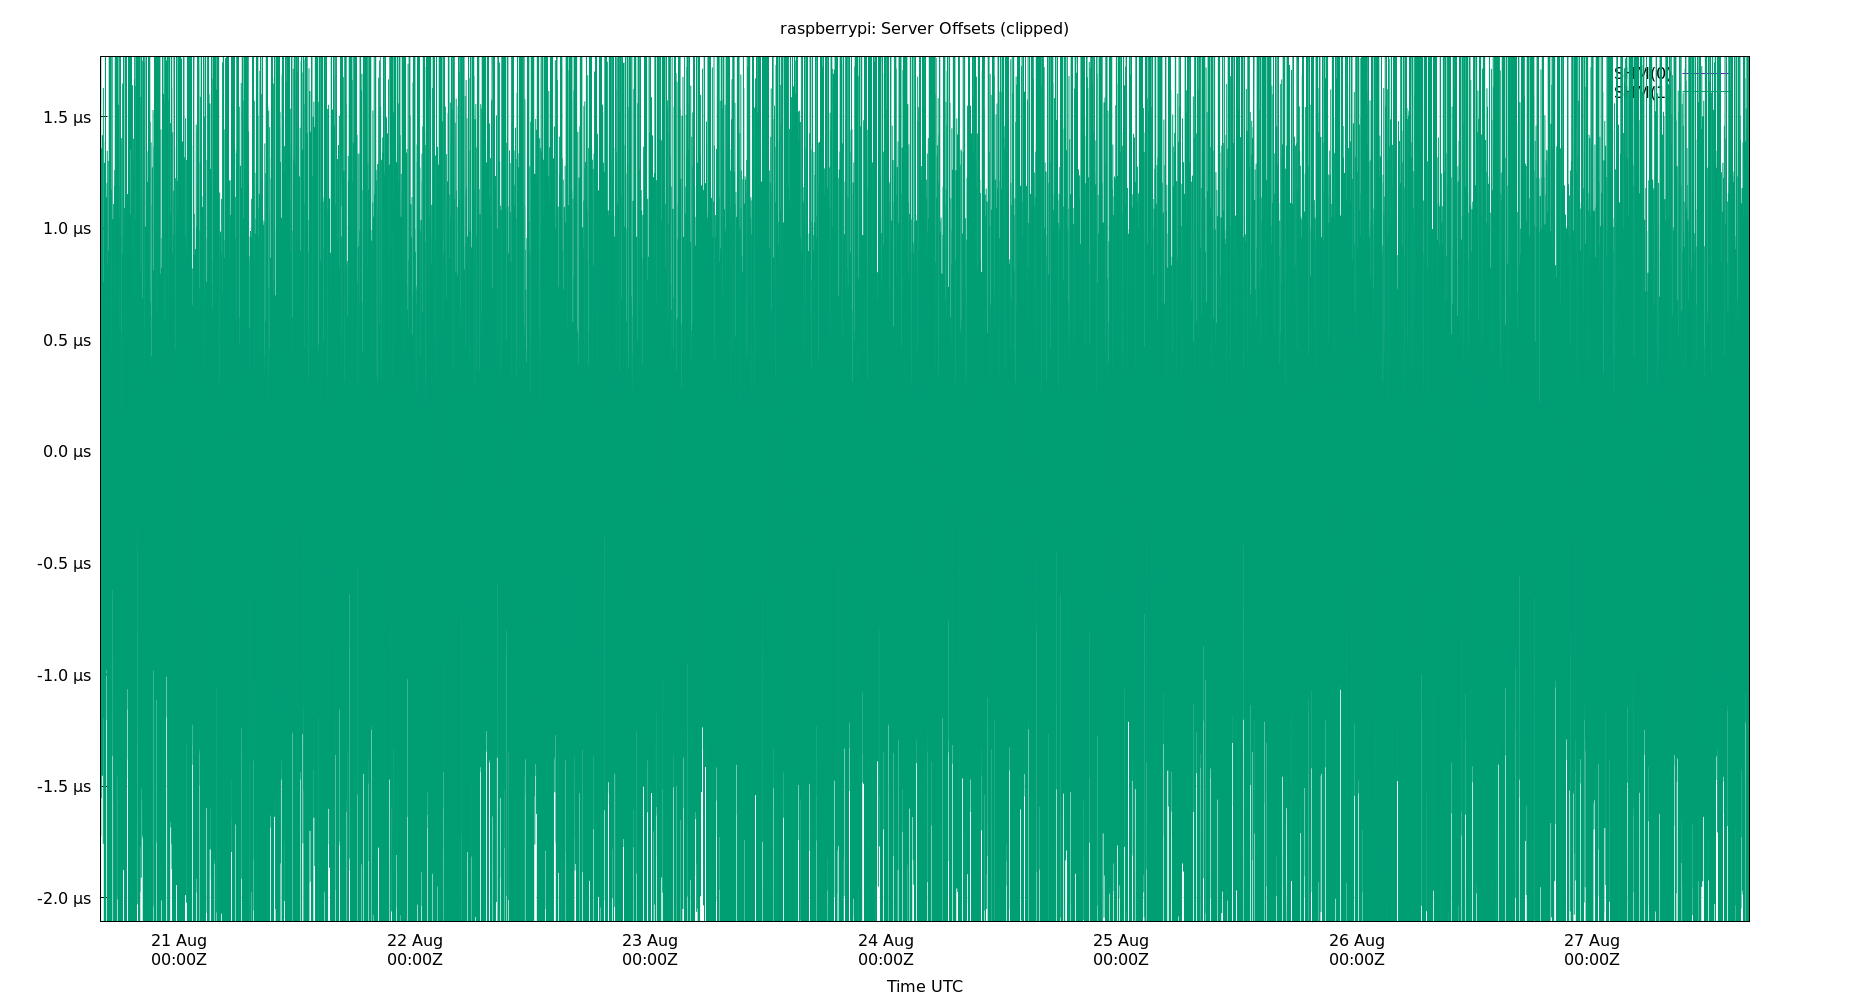 raspberrypi: Server Offsets (clipped)
SHM(0)
1.5 µs
1.0 µs
0.5 µs
0.0 µs
-0.5 µs
-1.0 µs
-1.5 µs
-2.0 µs
21 Aug
00:00Z
22 Aug
00:00Z
23 Aug
00:00Z
24 Aug
00:00Z
25 Aug
00:00Z
26 Aug
00:00Z
27 Aug
00:00Z
Time UTC